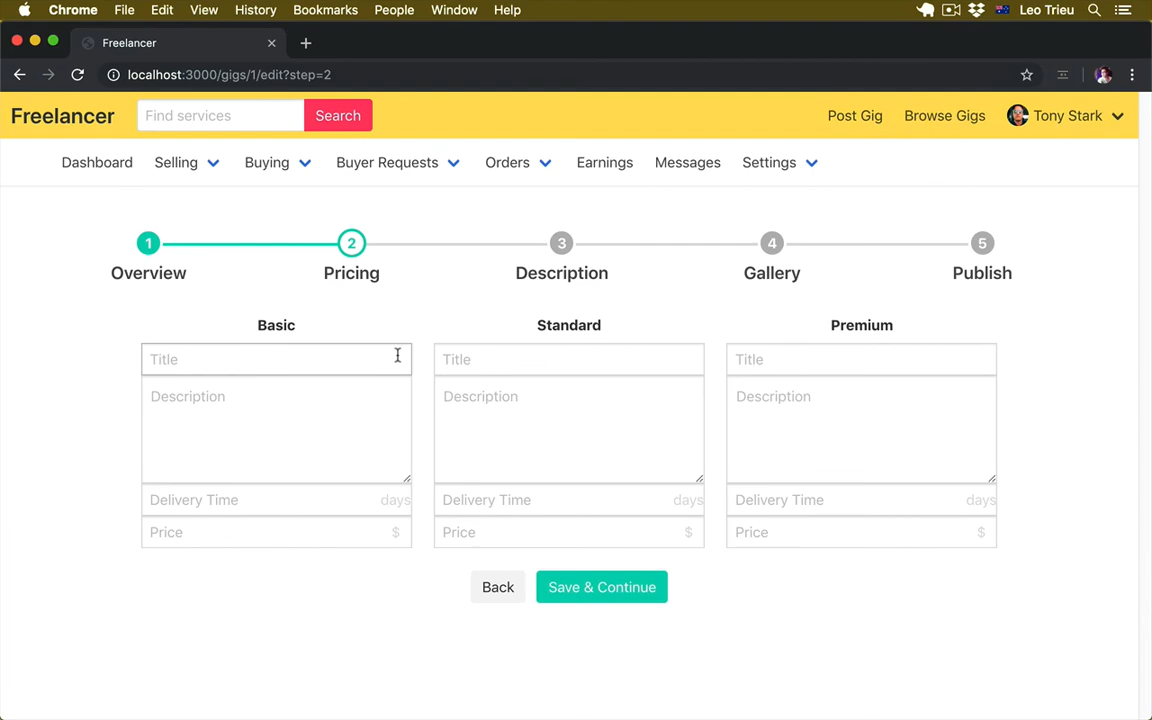 Chrome File Edit View History Bookmarks People Window Help Leo Trieu
Freelancer
localhost:3000/gigs/1/edit?step=2
Freelancer Find services Search Post Gig Browse Gigs Tony Stark
Dashboard Selling Buying Buyer Requests Orders Earnings Messages Settings
1 2 3 4 5
Overview Pricing Description Gallery Publish
Basic Standard Premium
Title Title Title
Description Description Description
Delivery Time days Delivery Time days Delivery Time days
Price $ Price $ Price $
Back Save & Continue